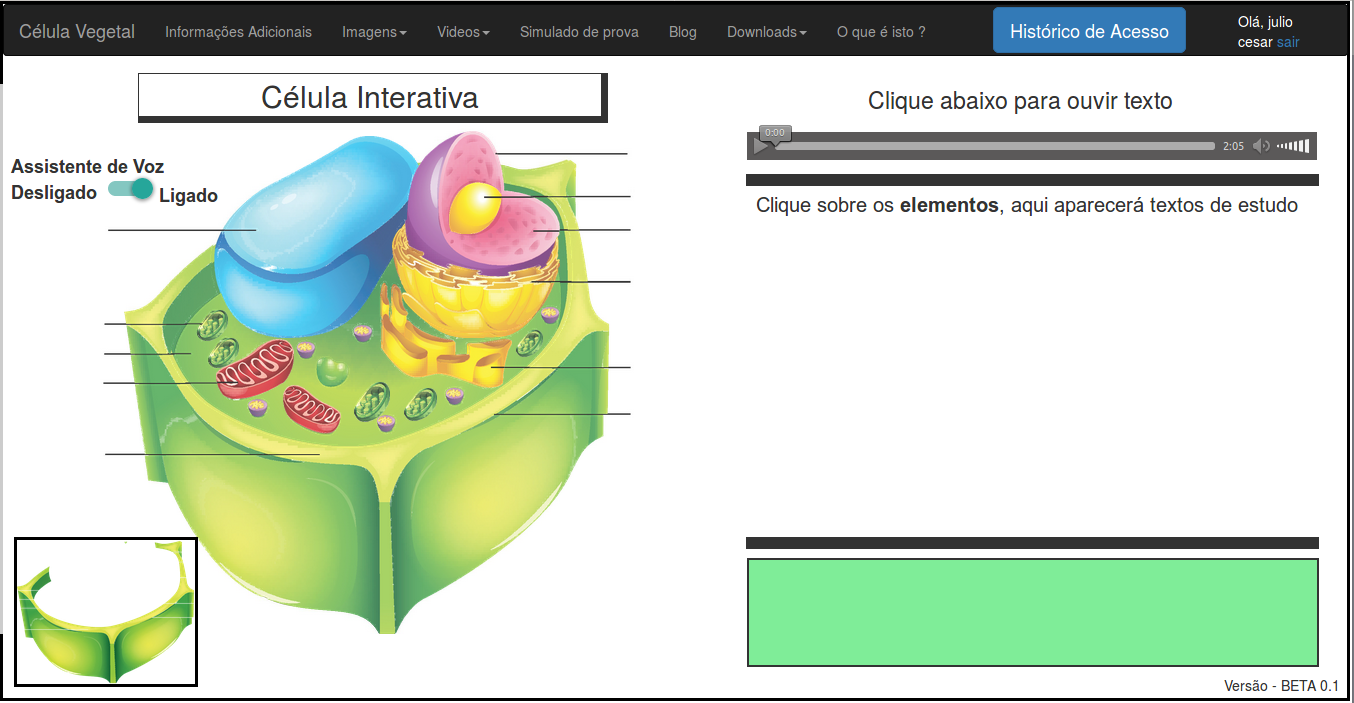 Célula Vegetal Informações Adicionais Imagens Videos Simulado de prova Blog Downloads O que é isto ? Histórico de Acesso Olá, julio
cesar sair
Célula Interativa
Assistente de Voz
Desligado Ligado
Clique abaixo para ouvir texto
0:00
2:05
Clique sobre os elementos, aqui aparecerá textos de estudo
Versão - BETA 0.1